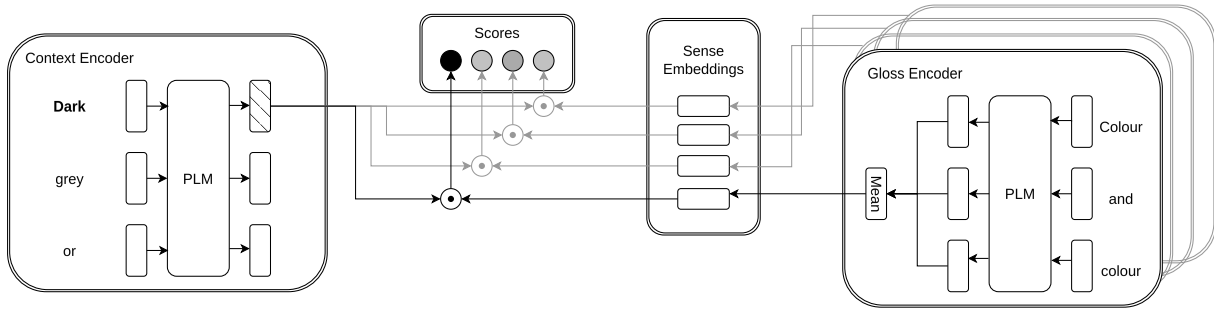 Context Encoder
Dark
grey
or
PLM
Scores
Sense
Embeddings
Gloss Encoder
Mean
PLM
Colour
and
colour